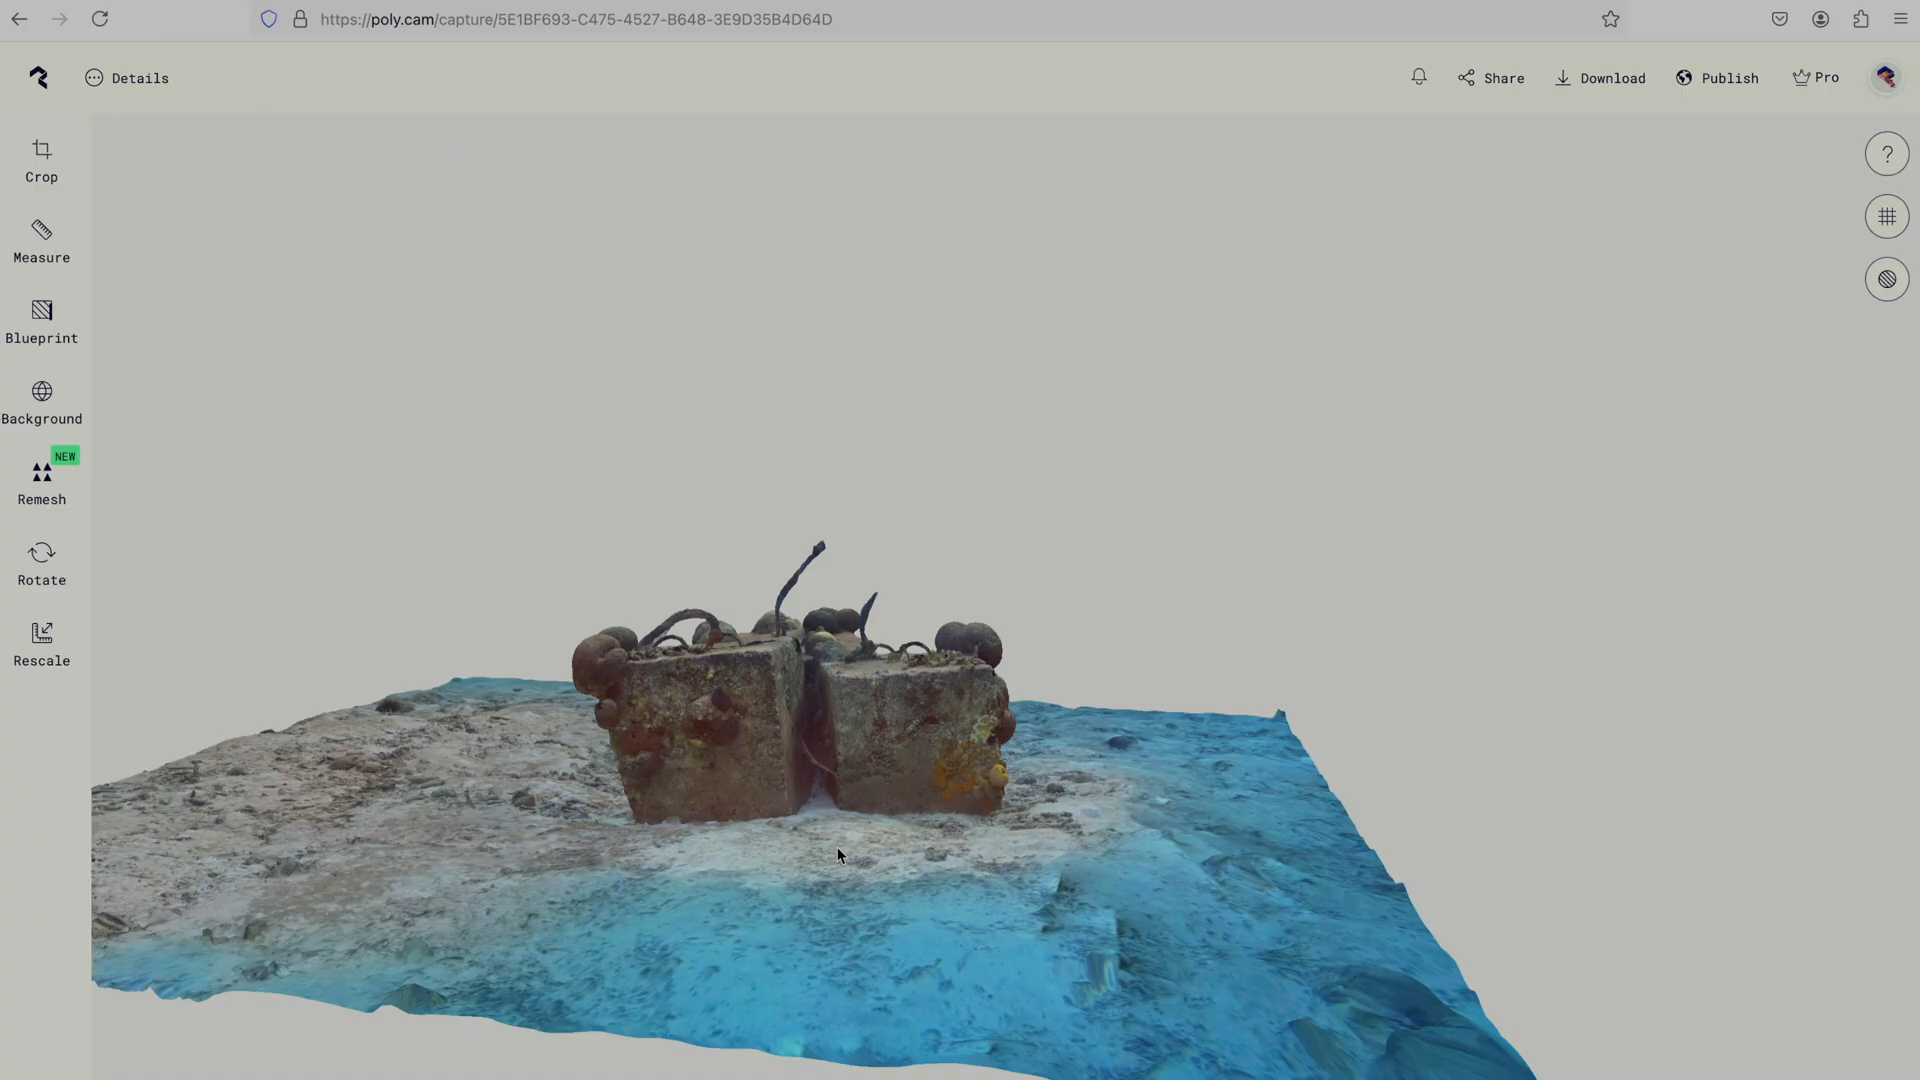 https://poly.cam/capture/5E1BF693-C475-4527-B648-3E9D35B4D64D
Details
Share
Download
Publish
Pro
Crop
Measure
Blueprint
Background
NEW
Remesh
Rotate
Rescale
?